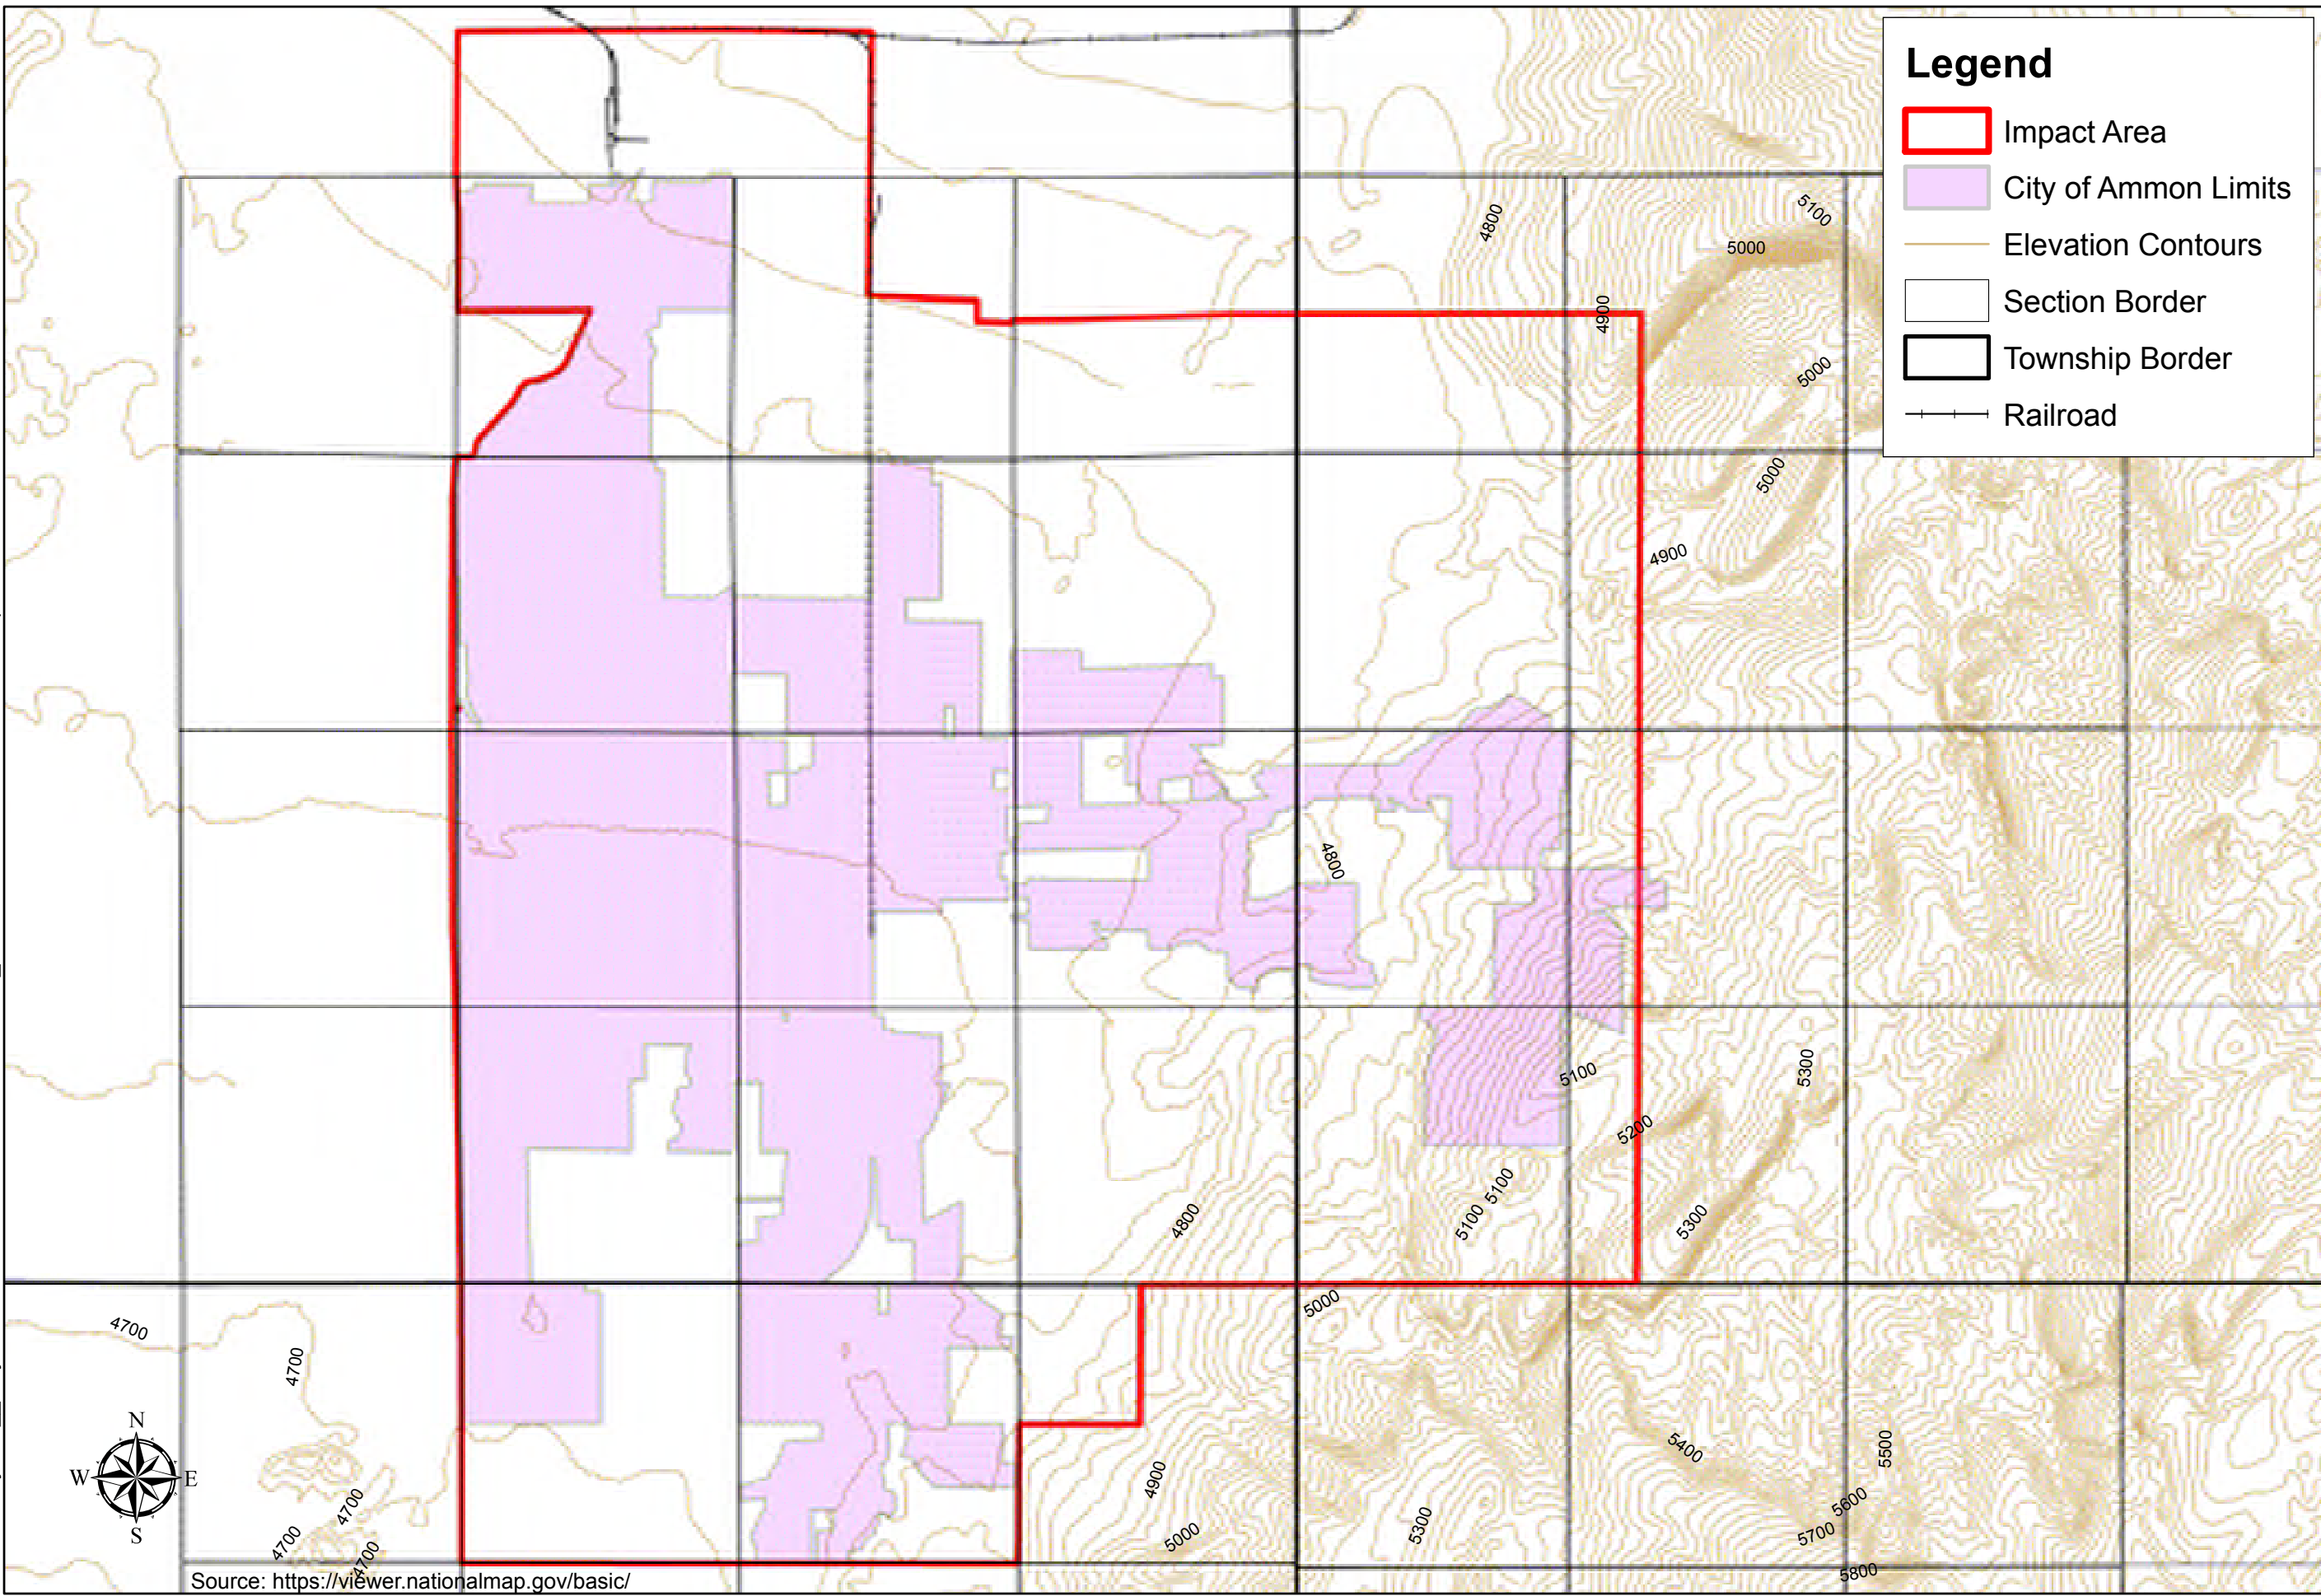 Legend
Impact Area
City of Ammon Limits
Elevation Contours
Section Border
Township Border
Railroad
4800
5100
5000
4900
5000
5000
4900
4800
5100
5300
5200
5100
5100
4800
5300
5000
4700
4700
5400
5500
4900
5300
5600
5700
5000
4700
4700
4700
5800
N
W
E
S
Source: https://viewer.nationalmap.gov/basic/